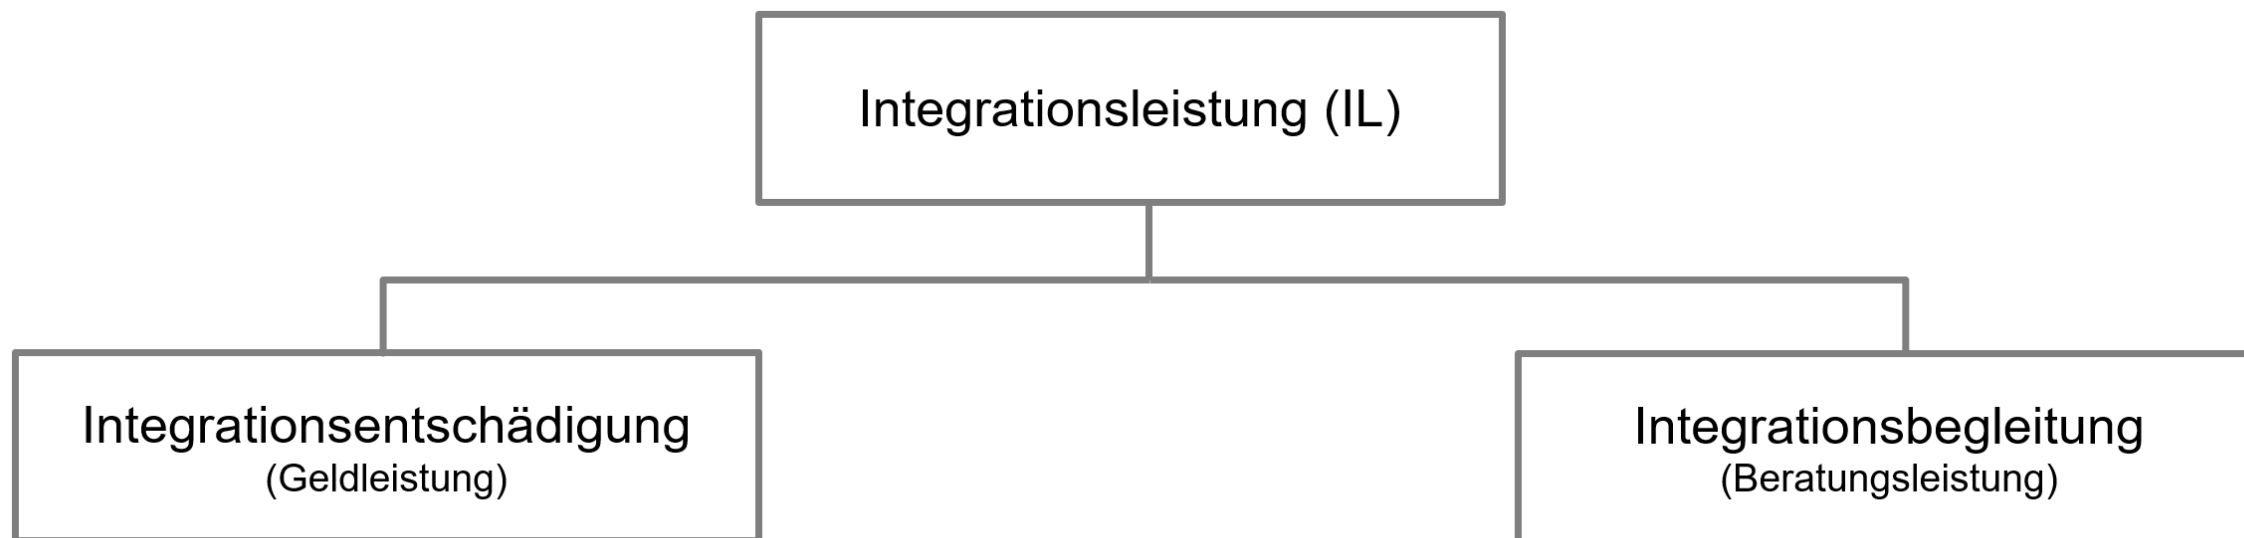 Integrationsleistung (IL)
Integrationsentschädigung
(Geldleistung)
Integrationsbegleitung
(Beratungsleistung)